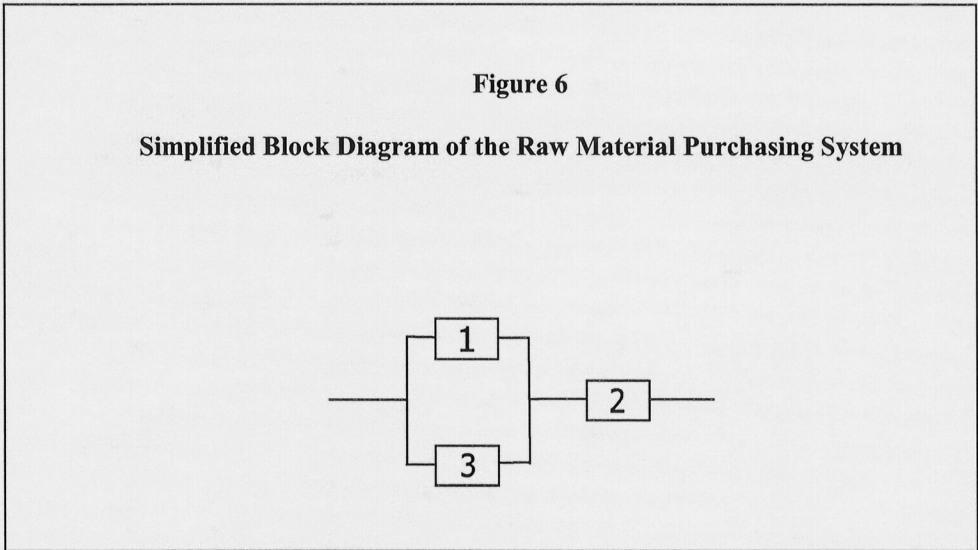 Figure 6
Simplified Block Diagram of the Raw Material Purchasing System
1
2
3